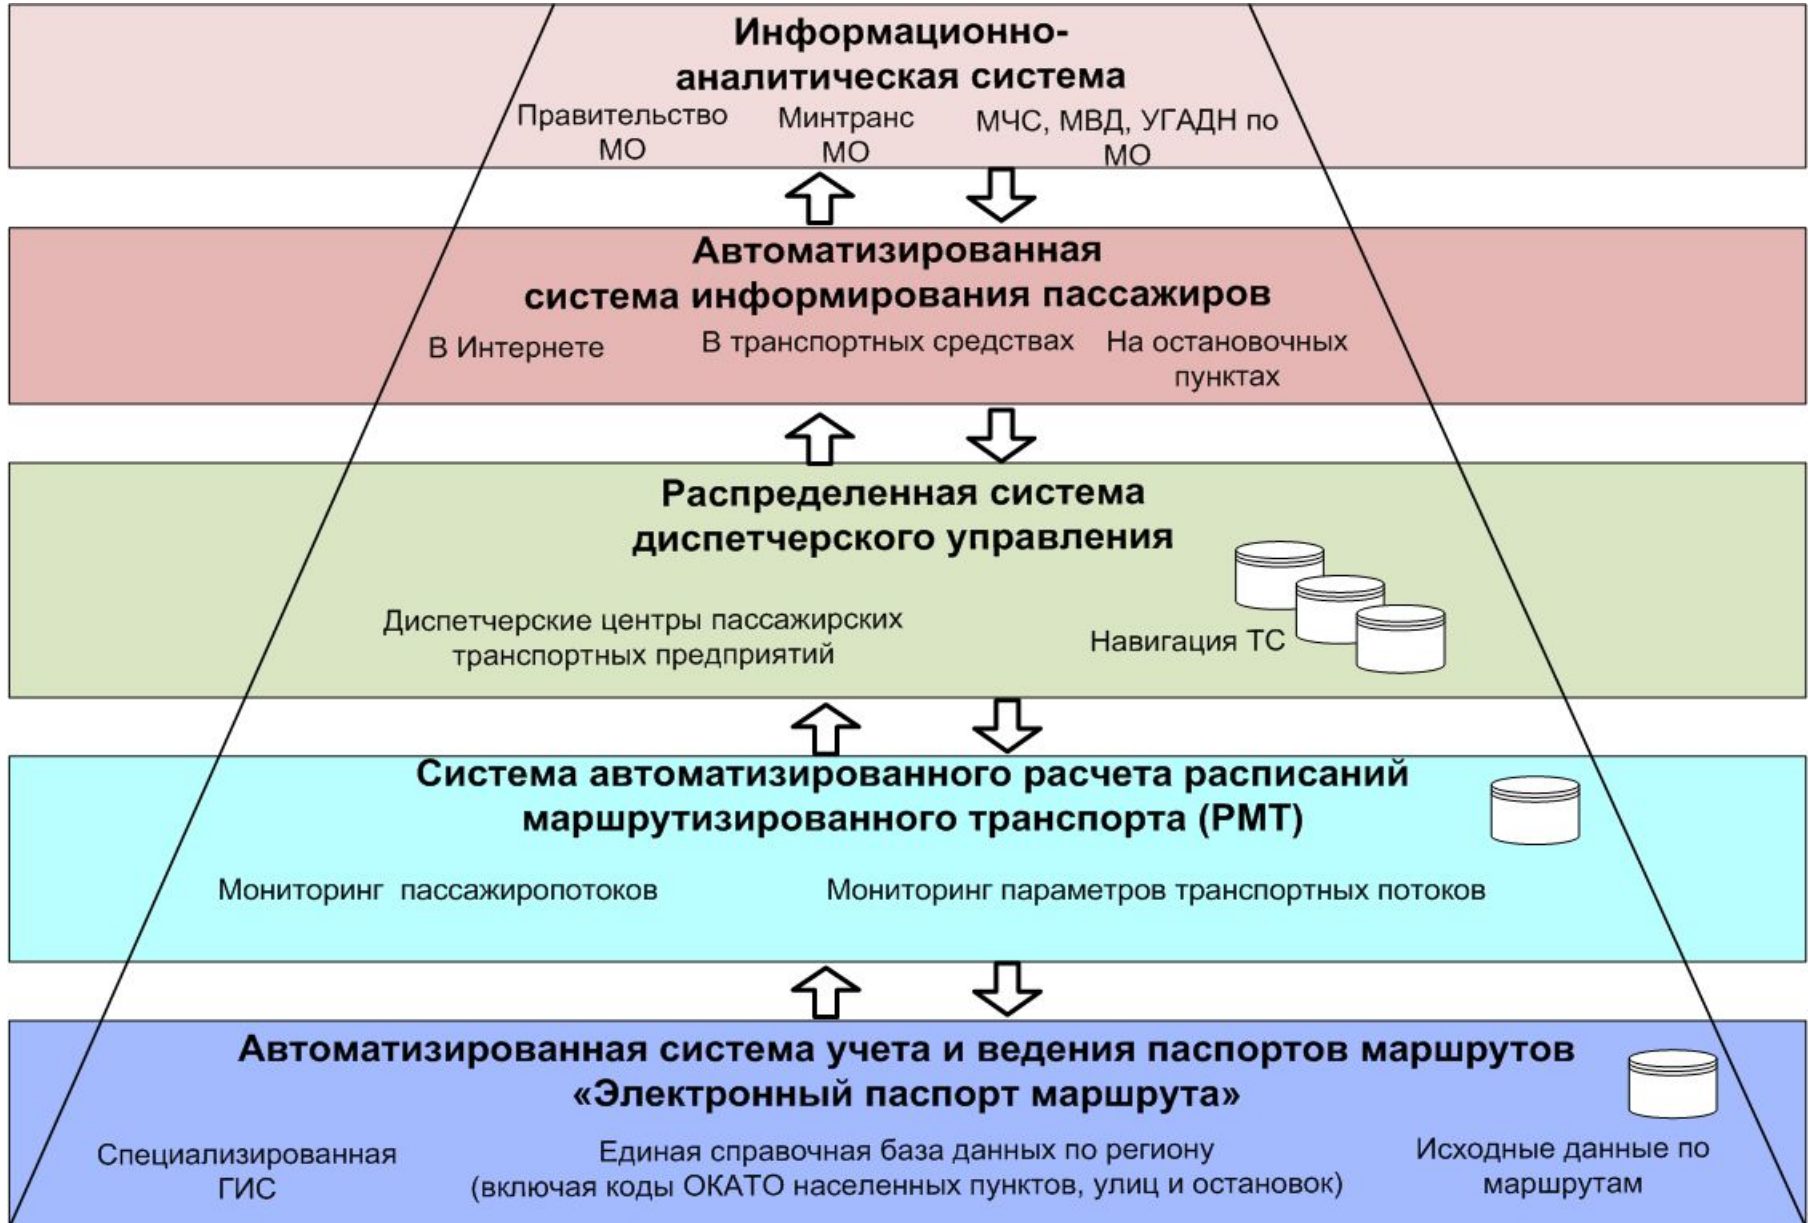 Информационно-
аналитическая система
Правительство
МО
Минтранс
МО
МЧС, МВД, УГАДН по
МО
Автоматизированная
система информирования пассажиров
В Интернете
В транспортных средствах
На остановочных
пунктах
Распределенная система
диспетчерского управления
Диспетчерские центры пассажирских
транспортных предприятий
Навигация ТС
Система автоматизированного расчета расписаний
маршрутизированного транспорта (РМТ)
Мониторинг пассажиропотоков
Мониторинг параметров транспортных потоков
Автоматизированная система учета и ведения паспортов маршрутов
«Электронный паспорт маршрута»
Специализированная
ГИС
Единая справочная база данных по региону
(включая коды ОКАТО населенных пунктов, улиц и остановок)
Исходные данные по
маршрутам